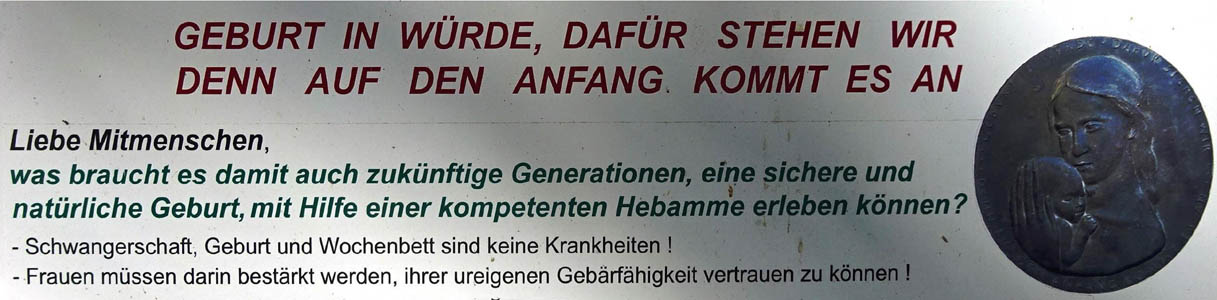 GEBURT IN WÜRDE, DAFÜR STEHEN WIR
DENN AUF DEN ANFANG KOMMT ES AN
Liebe Mitmenschen,
was braucht es damit auch zukünftige Generationen, eine sichere und
natürliche Geburt, mit Hilfe einer kompetenten Hebamme erleben können?
- Schwangerschaft, Geburt und Wochenbett sind keine Krankheiten !
- Frauen müssen darin bestärkt werden, ihrer ureigenen Gebärfähigkeit vertrauen zu können !